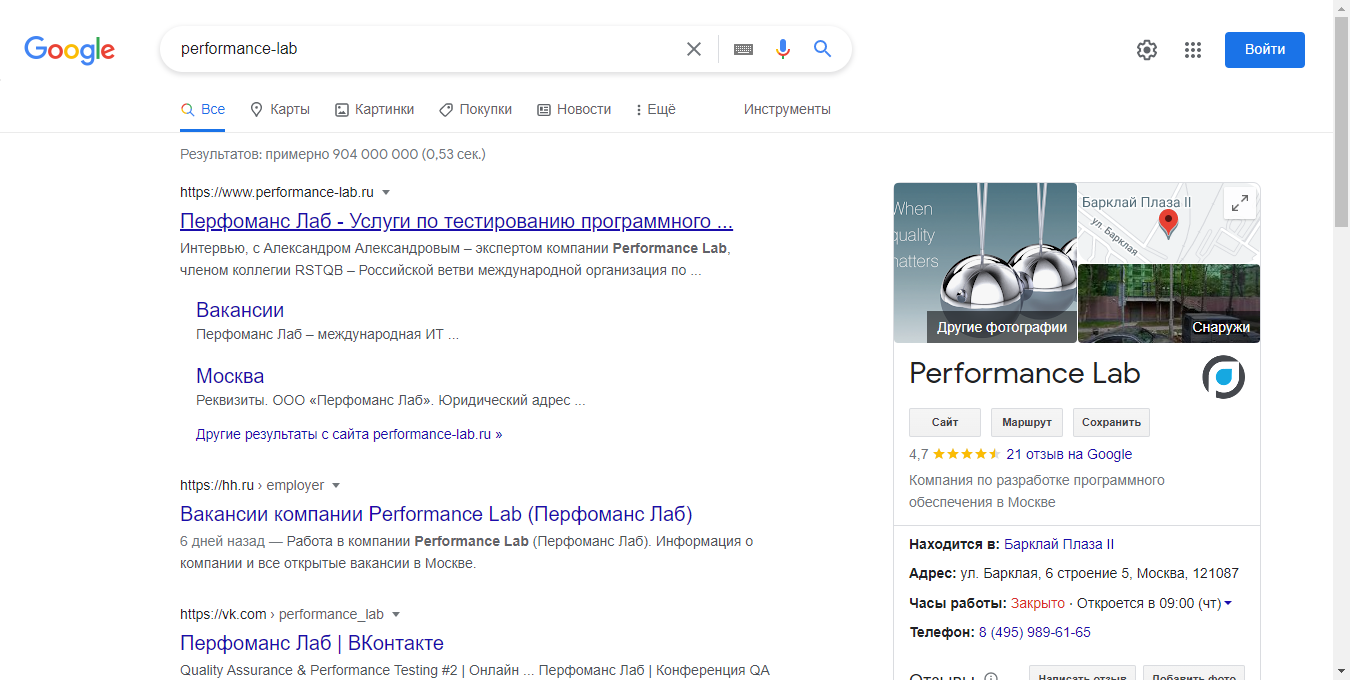 Google
performance-lab
Войти
Все
Карты
Картинки
Покупки
Новости
Ещё
Инструменты
Результатов: примерно 904 000 000 (0,53 сек.)
https://www.performance-lab.ru
Перфоманс Лаб - Услуги по тестированию программного ...
Интервью, с Александром Александровым – экспертом компании Performance Lab,
членом коллегии RSTQB – Российской ветви международной организация по ...
Вакансии
Перфоманс Лаб – международная ИТ ...
Москва
Реквизиты. ООО «Перфоманс Лаб». Юридический адрес ...
Другие результаты с сайта performance-lab.ru »
https://hh.ru › employer
Вакансии компании Performance Lab (Перфоманс Лаб)
6 дней назад — Работа в компании Performance Lab (Перфоманс Лаб). Информация о
компании и все открытые вакансии в Москве.
https://vk.com › performance_lab
Перфоманс Лаб | ВКонтакте
Quality Assurance & Performance Testing #2 | Онлайн ... Перфоманс Лаб | Конференция QA
When
quality
matters
Другие фотографии
Барклай Плаза II
ул. Барклая
Снаружи
Performance Lab
Сайт
Маршрут
Сохранить
4,7
21 отзыв на Google
Компания по разработке программного
обеспечения в Москве
Находится в: Барклай Плаза II
Адрес: ул. Барклая, 6 строение 5, Москва, 121087
Часы работы: Закрыто · Откроется в 09:00 (чт)
Телефон: 8 (495) 989-61-65
Отзывы
Написать отзыв
Добавить фото